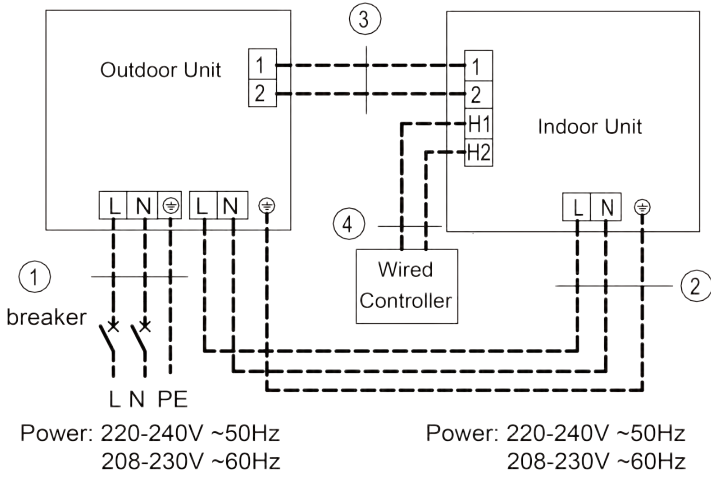 3
Outdoor Unit
1
2
1
2
H1
H2
Indoor Unit
L N
L N
L N
4
Wired
Controller
1
breaker
2
L N PE
Power: 220-240V ~50Hz
208-230V ~60Hz
Power: 220-240V ~50Hz
208-230V ~60Hz